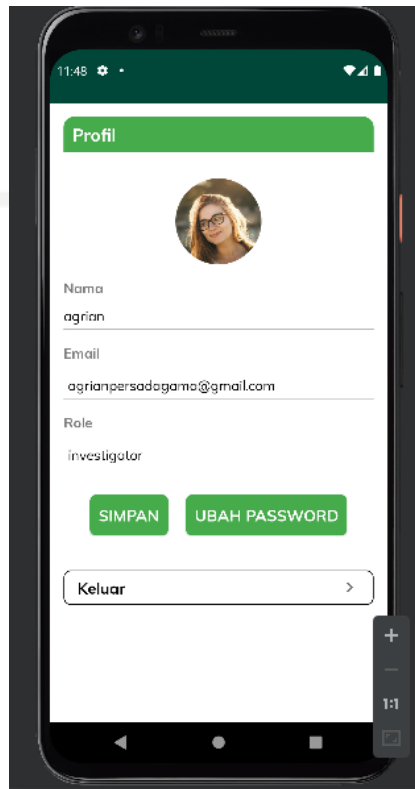 11:48
Profil
Nama
agrian
Email
agrianpersadagama@gmail.com
Role
investigator
SIMPAN UBAH PASSWORD
Keluar >
+
−
1:1